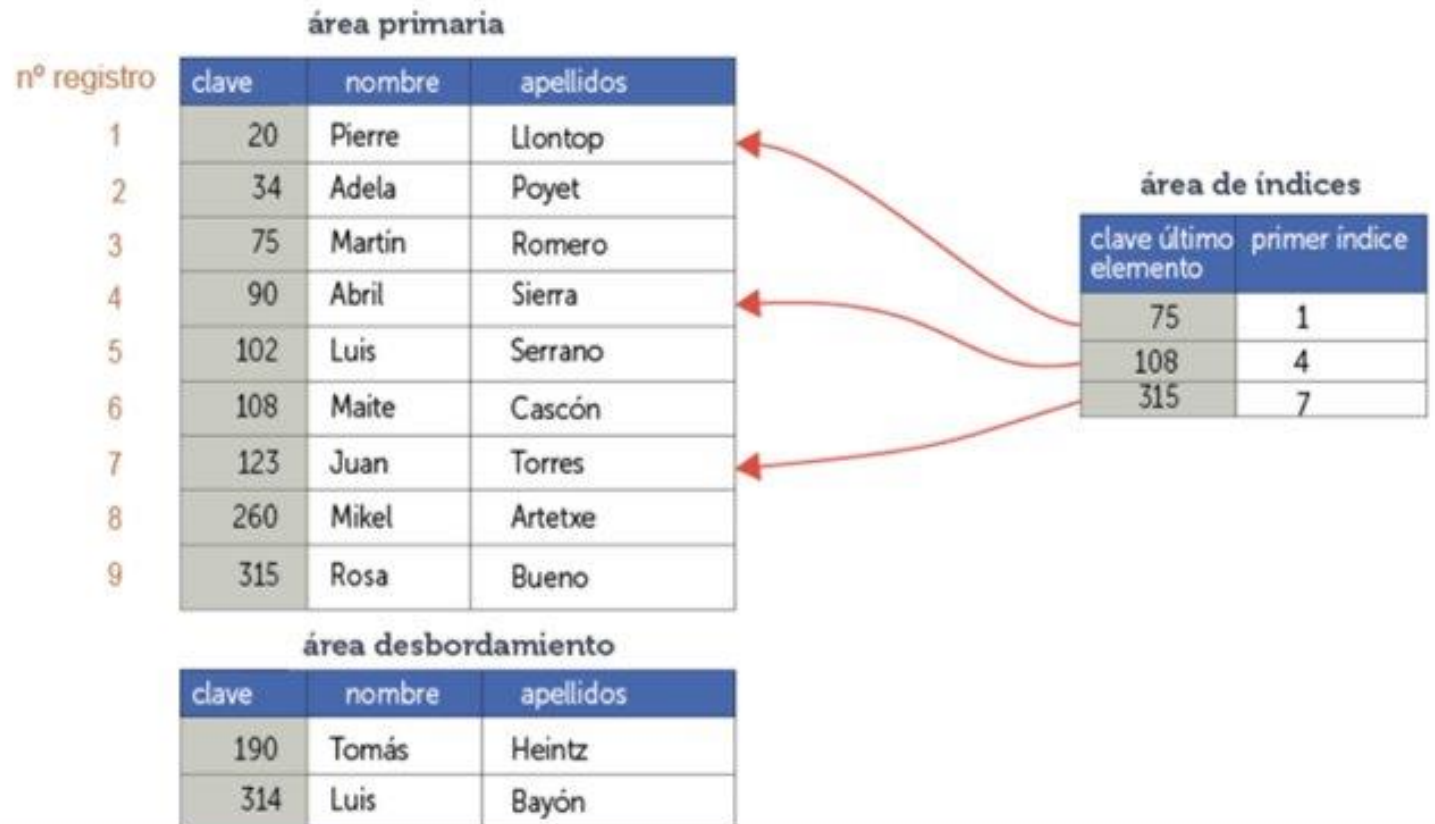 área primaria
nº registro clave nombre apellidos
1 20 Pierre Llontop
2 34 Adela Poyet
3 75 Martín Romero
4 90 Abril Sierra
5 102 Luis Serrano
6 108 Maite Cascón
7 123 Juan Torres
8 260 Mikel Artetxe
9 315 Rosa Bueno
área desbordamiento
clave nombre apellidos
190 Tomás Heintz
314 Luis Bayón
área de índices
clave último primer índice
elemento
75 1
108 4
315 7